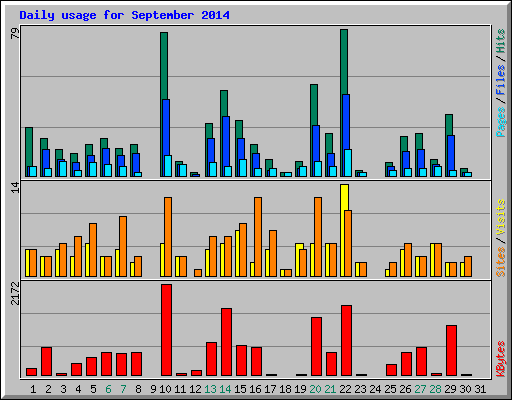 Daily usage for September 2014
79
Pages / Files / Hits
14
Sites / Visits
2172
KBytes
1 2 3 4 5 6 7 8 9 10 11 12 13 14 15 16 17 18 19 20 21 22 23 24 25 26 27 28 29 30 31